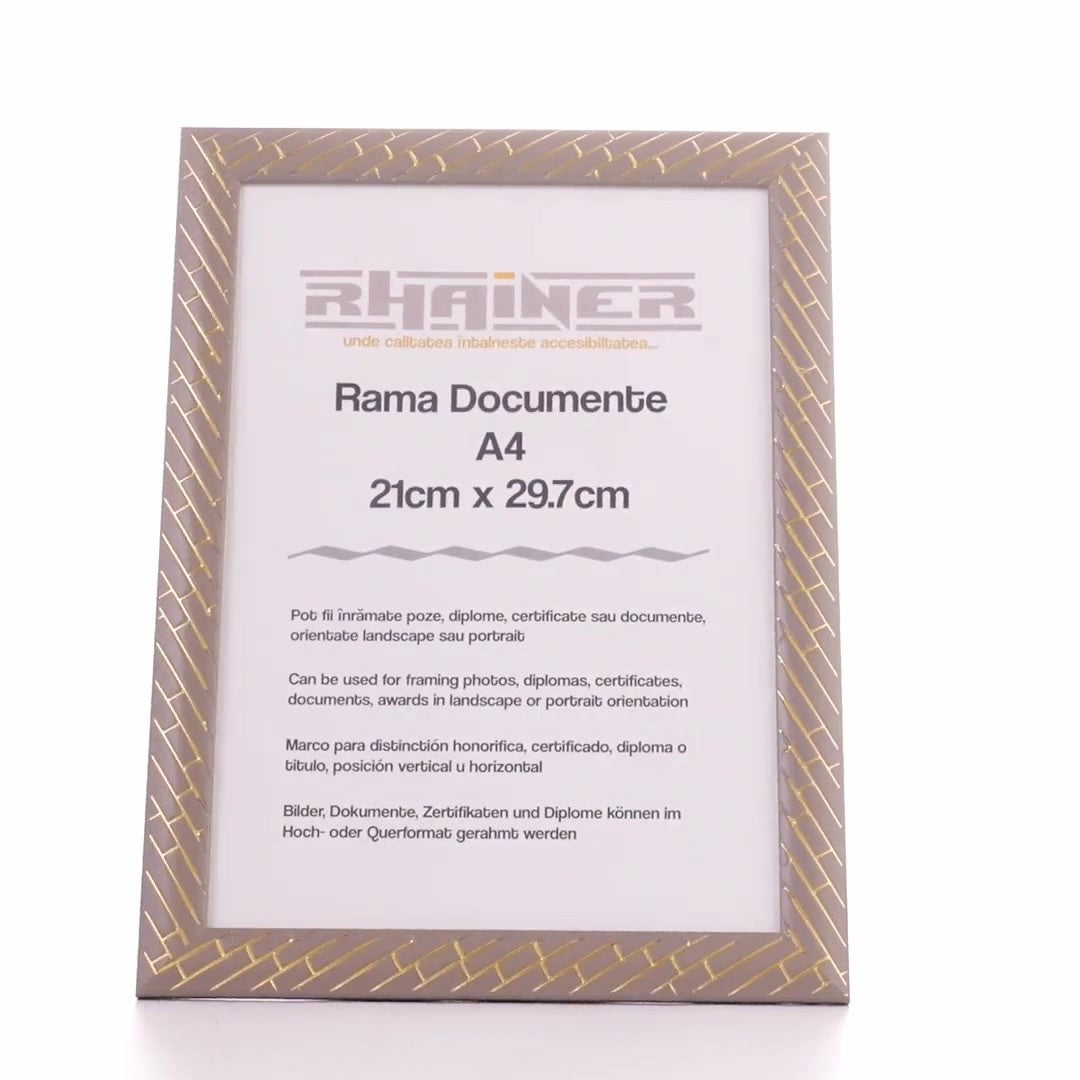 RHAINER
unde calitatea întalneste accesibiltatea...
Rama Documente
A4
21cm x 29.7cm
Pot fii înrămate poze, diplome, certificate sau documente,
orientate landscape sau portrait
Can be used for framing photos, diplomas, certificates,
documents, awards in landscape or portrait orientation
Marco para distinctión honorifica, certificado, diploma o
titulo, posición vertical u horizontal
Bilder, Dokumente, Zertifikaten und Diplome können im
Hoch- oder Querformat gerahmt werden